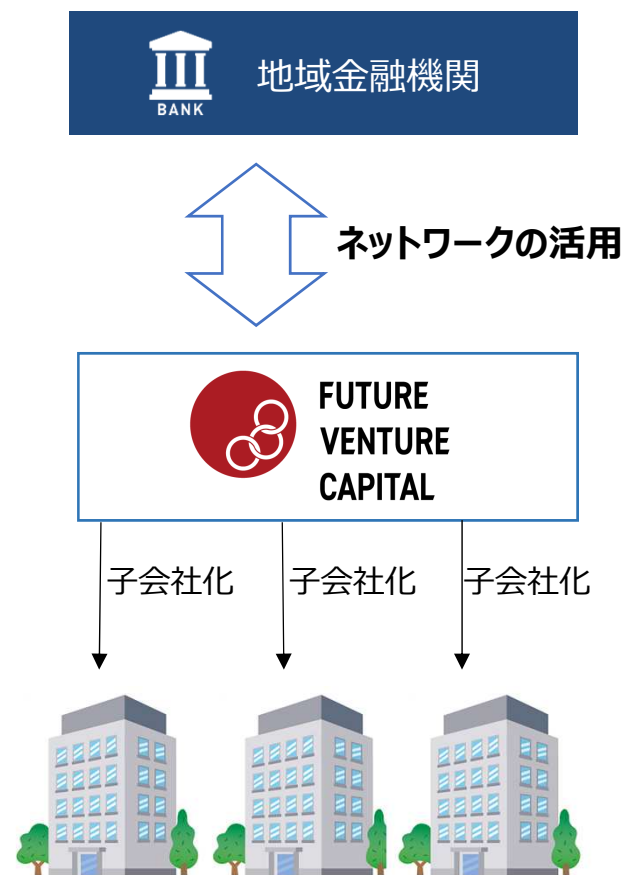 地域金融機関
BANK
ネットワークの活用
FUTURE
VENTURE
CAPITAL
子会社化
子会社化
子会社化